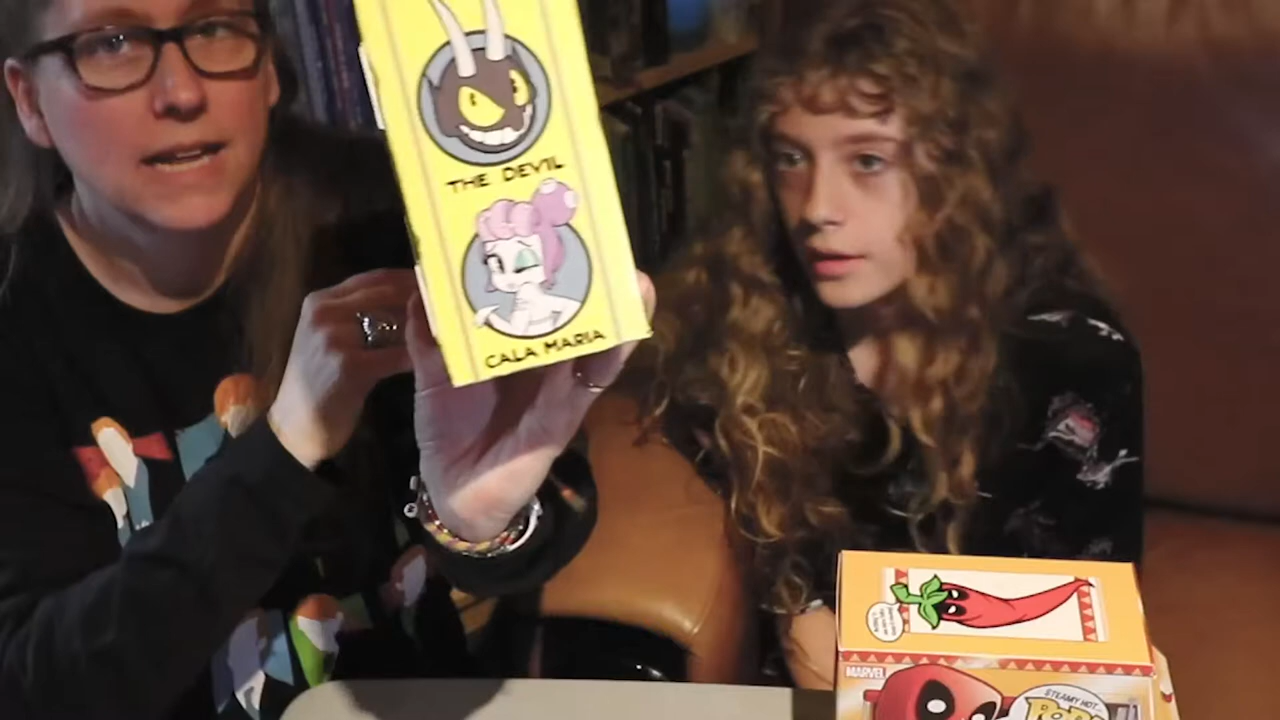 THE DEVIL
CALA MARIA
MARVEL
STEAMY HOT...
POP!